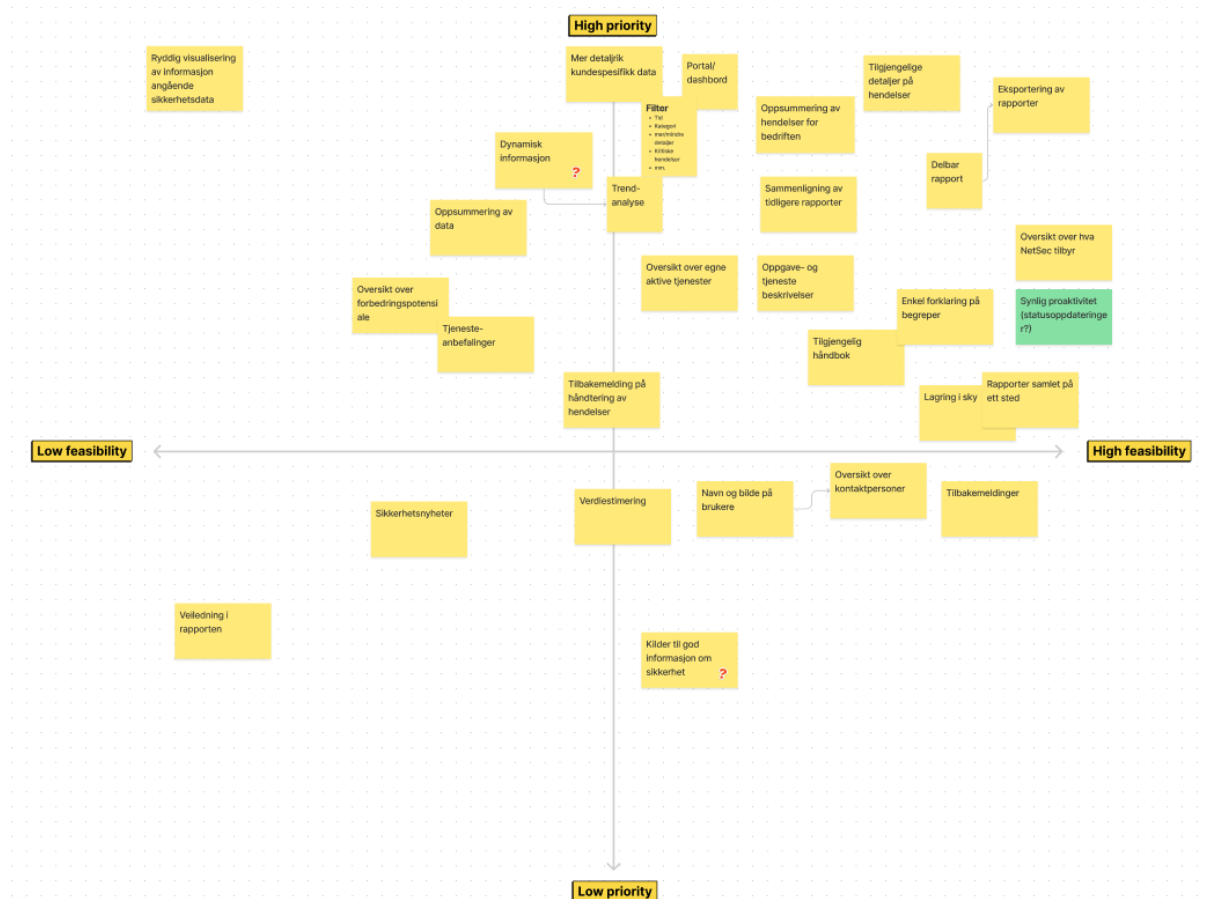 High priority
Ryddig visualisering
av informasjon
angående
sikkerhetsdata
Mer detaljrik
kundespesifikk data
Portal/
dashbord
Tilgjengelige
detaljer på
hendelser
Eksportering av
rapporter
Filter
• Tid
• Kategori
• mer/mindre
detaljer
• Kritiske
hendelser
• mm.
Oppsummering av
hendelser for
bedriften
Dynamisk
informasjon
?
Delbar
rapport
Trend-
analyse
Sammenligning av
tidligere rapporter
Oppsummering av
data
Oversikt over hva
NetSec tilbyr
Oversikt over egne
aktive tjenester
Oppgave- og
tjeneste
beskrivelser
Oversikt over
forbedringspotensi
ale
Enkel forklaring på
begreper
Synlig proaktivitet
(statusoppdateringe
r?)
Tjeneste-
anbefalinger
Tilgjengelig
håndbok
Tilbakemelding på
håndtering av
hendelser
Lagring i sky
Rapporter samlet på
ett sted
Low feasibility
High feasibility
Sikkerhetsnyheter
Verdiestimering
Navn og bilde på
brukere
Oversikt over
kontaktpersoner
Tilbakemeldinger
Veiledning i
rapporten
Kilder til god
informasjon om
sikkerhet
?
Low priority